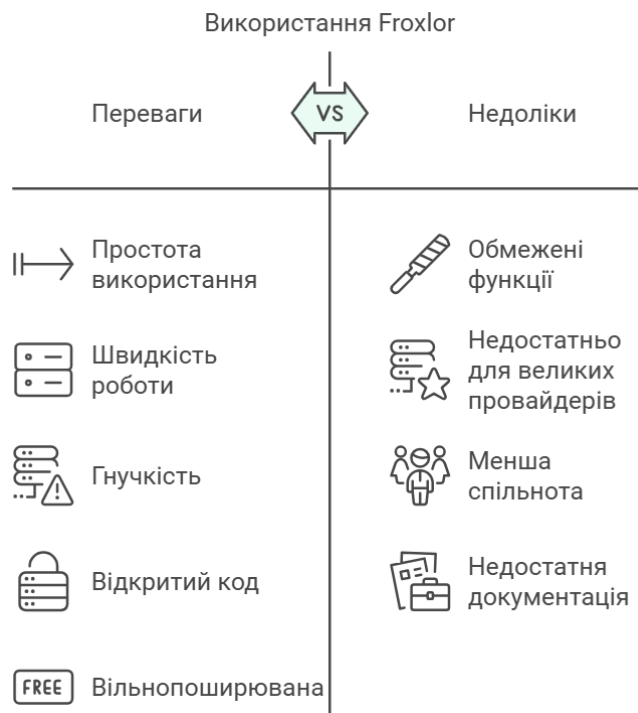 Використання Froxlor
Переваги
VS
Недоліки
Простота
використання
Швидкість
роботи
Гнучкість
Відкритий код
FREE
Вільнопоширювана
Обмежені
функції
Недостатньо
для великих
провайдерів
Менша
спільнота
Недостатня
документація